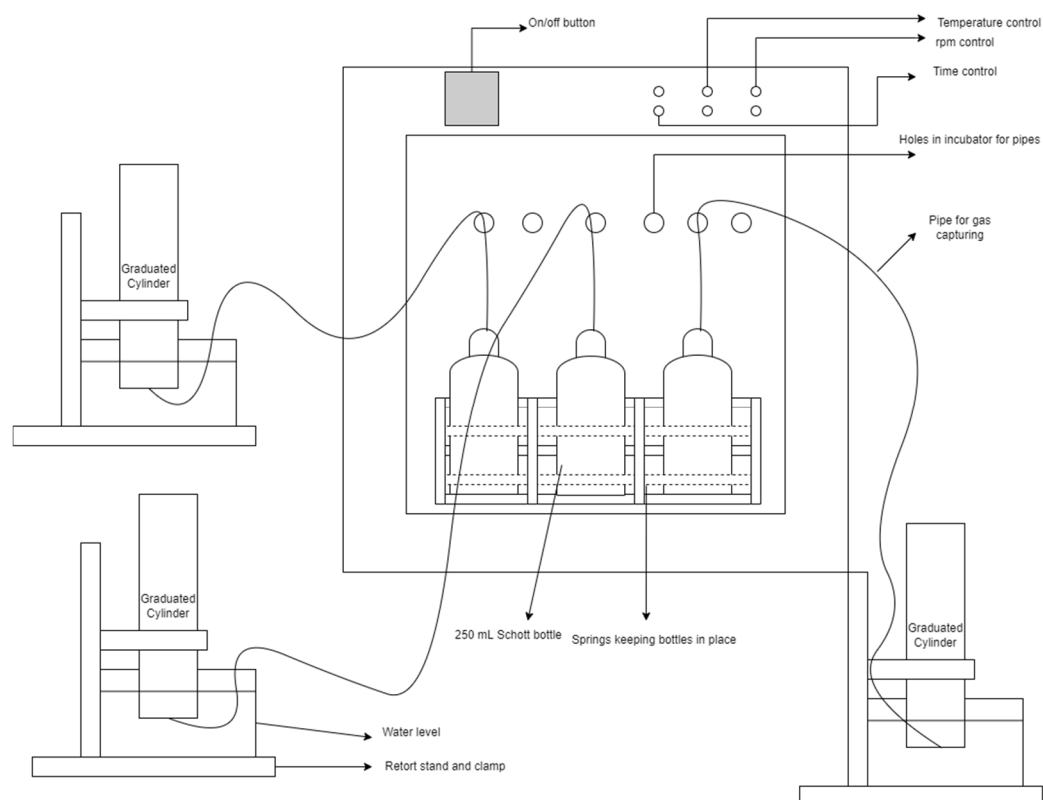 On/off button
Temperature control
rpm control
Time control
Holes in incubator for pipes
Pipe for gas
capturing
Graduated
Cylinder
Graduated
Cylinder
Graduated
Cylinder
250 mL Schott bottle
Springs keeping bottles in place
Water level
Retort stand and clamp